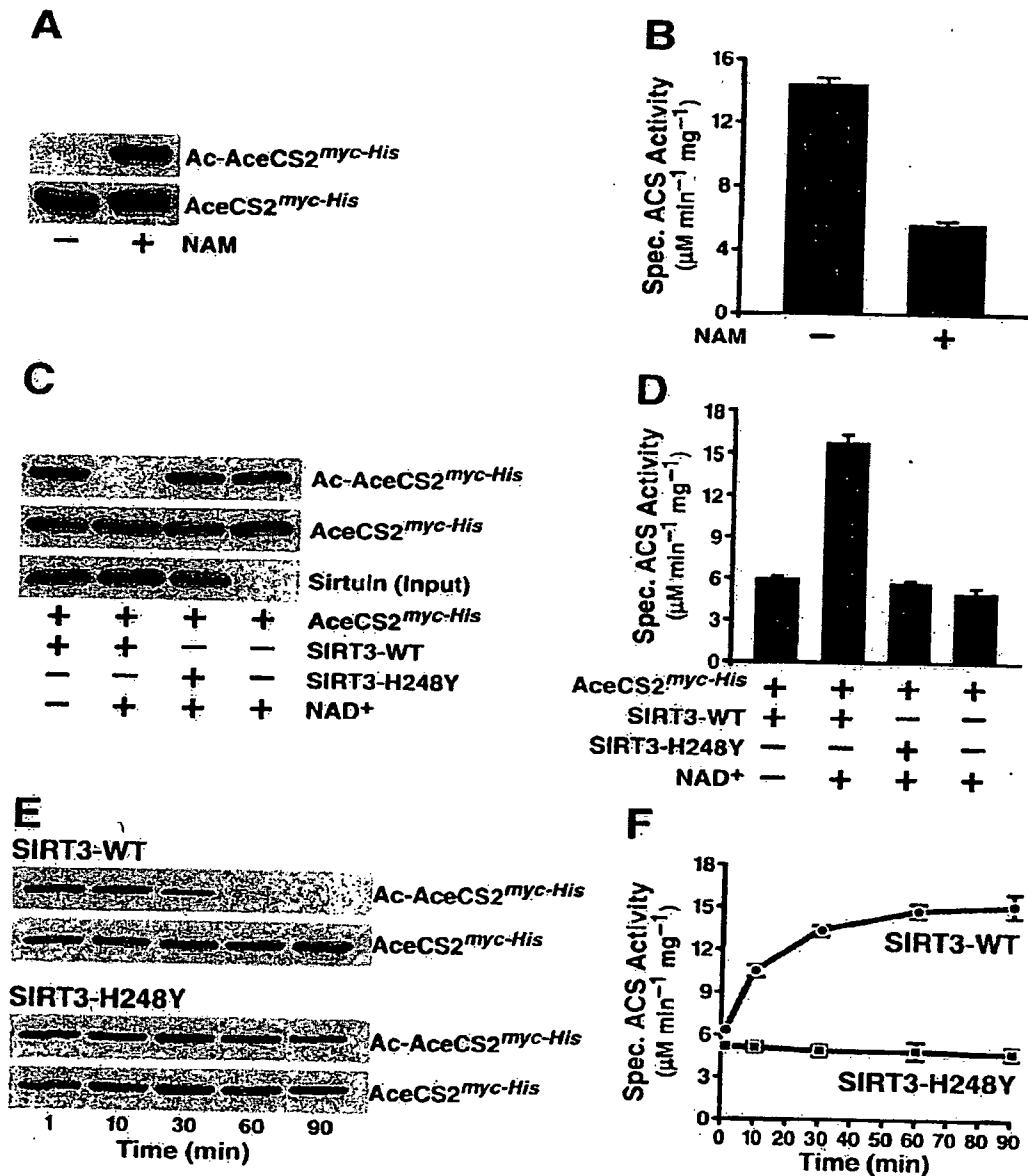 A
Ac-AceCS2myc-His
AceCS2myc-His
− + NAM
B
Spec. ACS Activity
(µM min−1 mg−1)
16
12
8
4
0
NAM − +
C
Ac-AceCS2myc-His
AceCS2myc-His
Sirtuin (Input)
+ + + + AceCS2myc-His
+ + − − SIRT3-WT
− − + − SIRT3-H248Y
− + + + NAD+
D
Spec. ACS Activity
(µM min−1 mg−1)
18
15
12
9
6
3
0
AceCS2myc-His + + + +
SIRT3-WT + + − −
SIRT3-H248Y − − + −
NAD+ − + + +
E
SIRT3-WT
Ac-AceCS2myc-His
AceCS2myc-His
SIRT3-H248Y
Ac-AceCS2myc-His
AceCS2myc-His
1 10 30 60 90
Time (min)
F
Spec. ACS Activity
(µM min−1 mg−1)
18
15
12
9
6
3
0
SIRT3-WT
SIRT3-H248Y
0 10 20 30 40 50 60 70 80 90
Time (min)